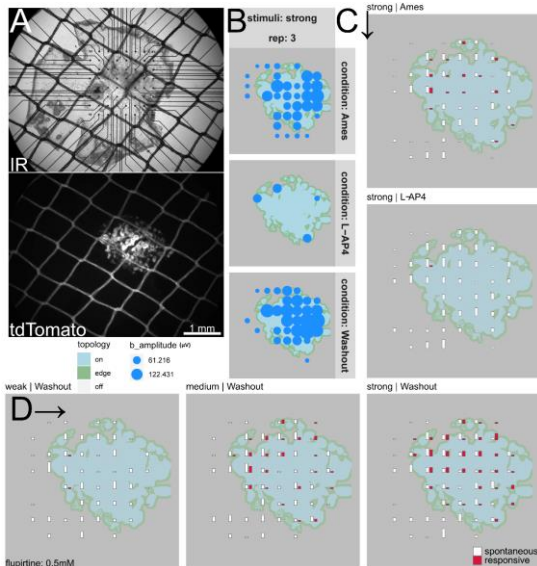 A
IR
tdTomato
1 mm
topology
on
edge
off
b_amplitude (μV)
61.216
122.431
B
stimuli: strong
rep: 3
condition: Ames
condition: L-AP4
condition: Washout
C
strong | Ames
strong | L-AP4
D
weak | Washout
medium | Washout
strong | Washout
flupirtine: 0.5mM
spontaneous
responsive